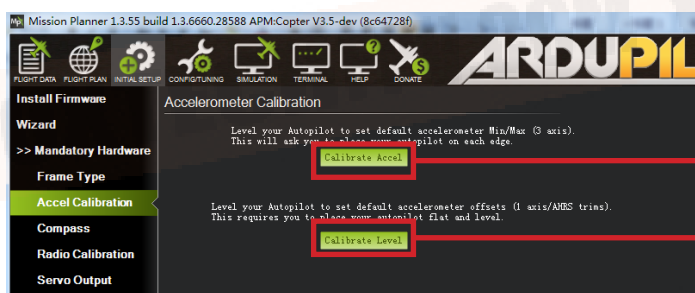 Mission Planner 1.3.55 build 1.3.6660.28588 APM:Copter V3.5-dev (8c64728f)
FLIGHT DATA FLIGHT PLAN INITIAL SETUP CONFIG/TUNING SIMULATION TERMINAL HELP DONATE
ARDUPIL
Install Firmware
Accelerometer Calibration
Wizard
>> Mandatory Hardware
Frame Type
Accel Calibration
Compass
Radio Calibration
Servo Output
Level your Autopilot to set default accelerometer Min/Max (3 axis).
This will ask you to place your autopilot on each edge.
Calibrate Accel
Level your Autopilot to set default accelerometer offsets (1 axis/AHRS trims).
This requires you to place your autopilot flat and level.
Calibrate Level